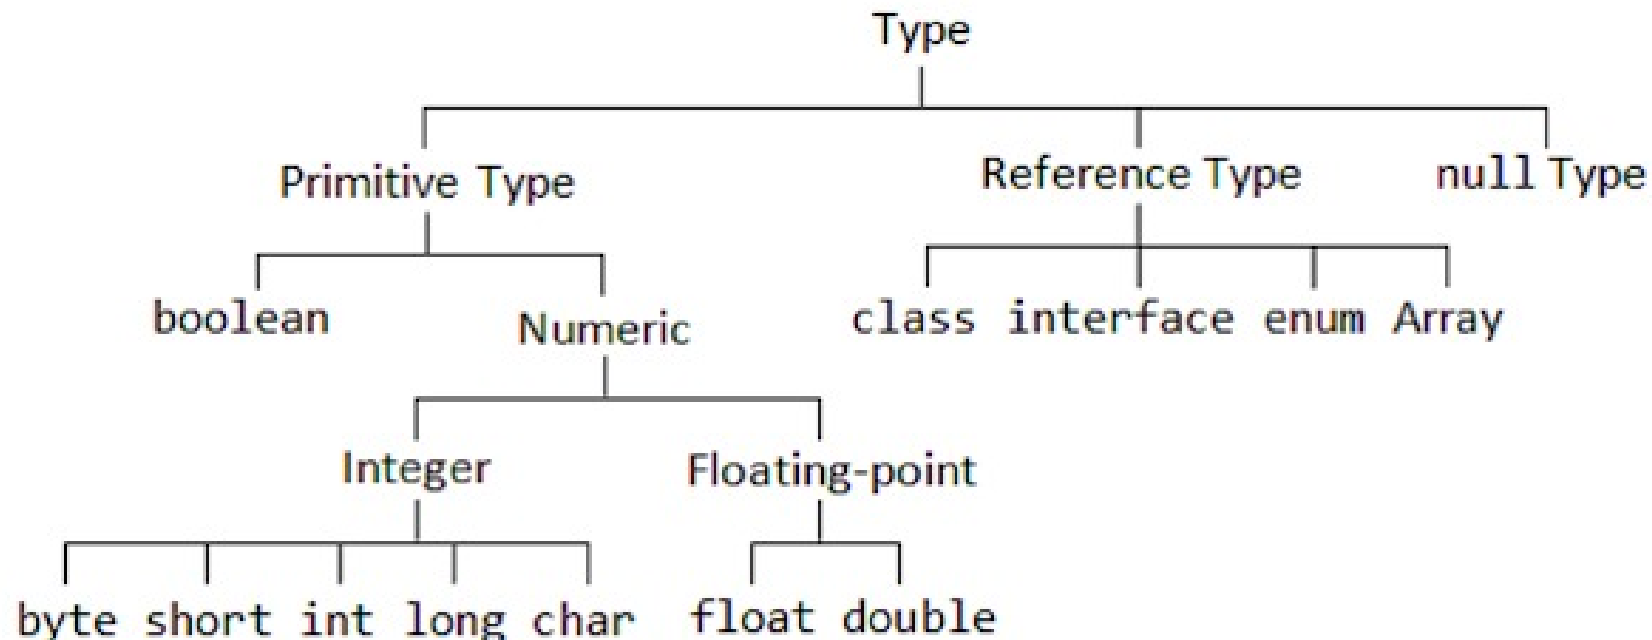 Type
Primitive Type Reference Type null Type
boolean Numeric class interface enum Array
Integer Floating-point
byte short int long char float double